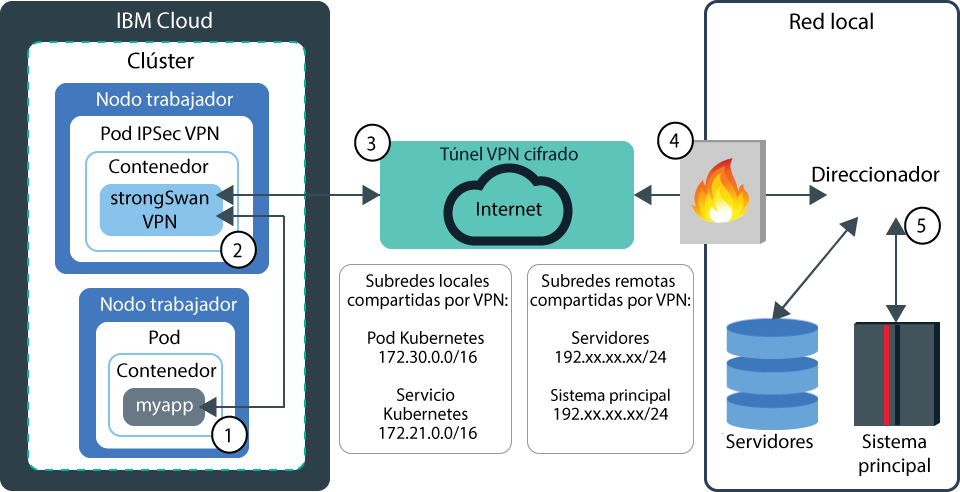 IBM Cloud
Clúster
Nodo trabajador
Pod IPSec VPN
Contenedor
strongSwan
VPN
2
Nodo trabajador
Pod
Contenedor
myapp
1
3
Túnel VPN cifrado
Internet
Subredes locales
compartidas por VPN:
Pod Kubernetes
172.30.0.0/16
Servicio
Kubernetes
172.21.0.0/16
Subredes remotas
compartidas por VPN:
Servidores
192.xx.xx.xx/24
Sistema principal
192.xx.xx.xx/24
4
Red local
Direccionador
5
Servidores
Sistema
principal